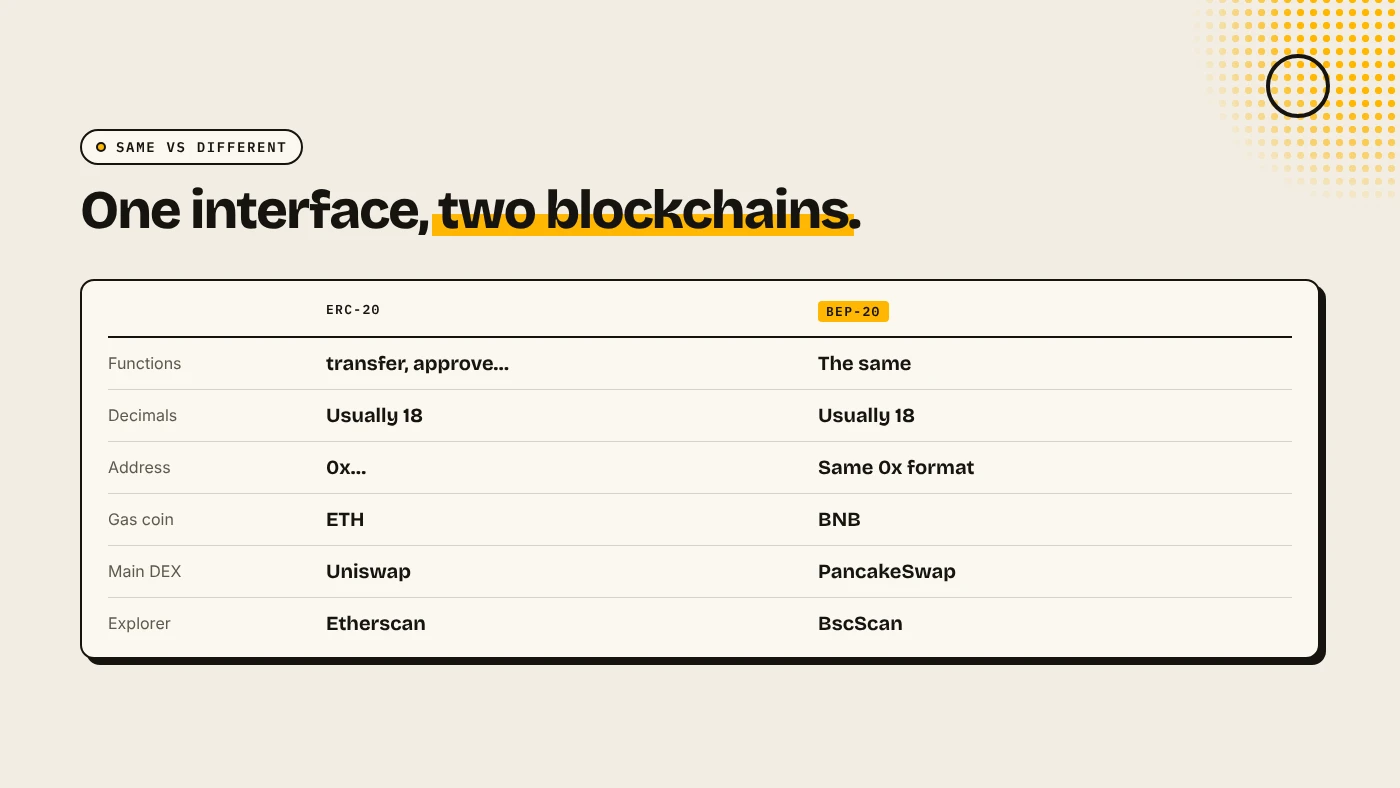 SAME VS DIFFERENT
One interface, two blockchains.
ERC-20 BEP-20
Functions transfer, approve… The same
Decimals Usually 18 Usually 18
Address 0x… Same 0x format
Gas coin ETH BNB
Main DEX Uniswap PancakeSwap
Explorer Etherscan BscScan